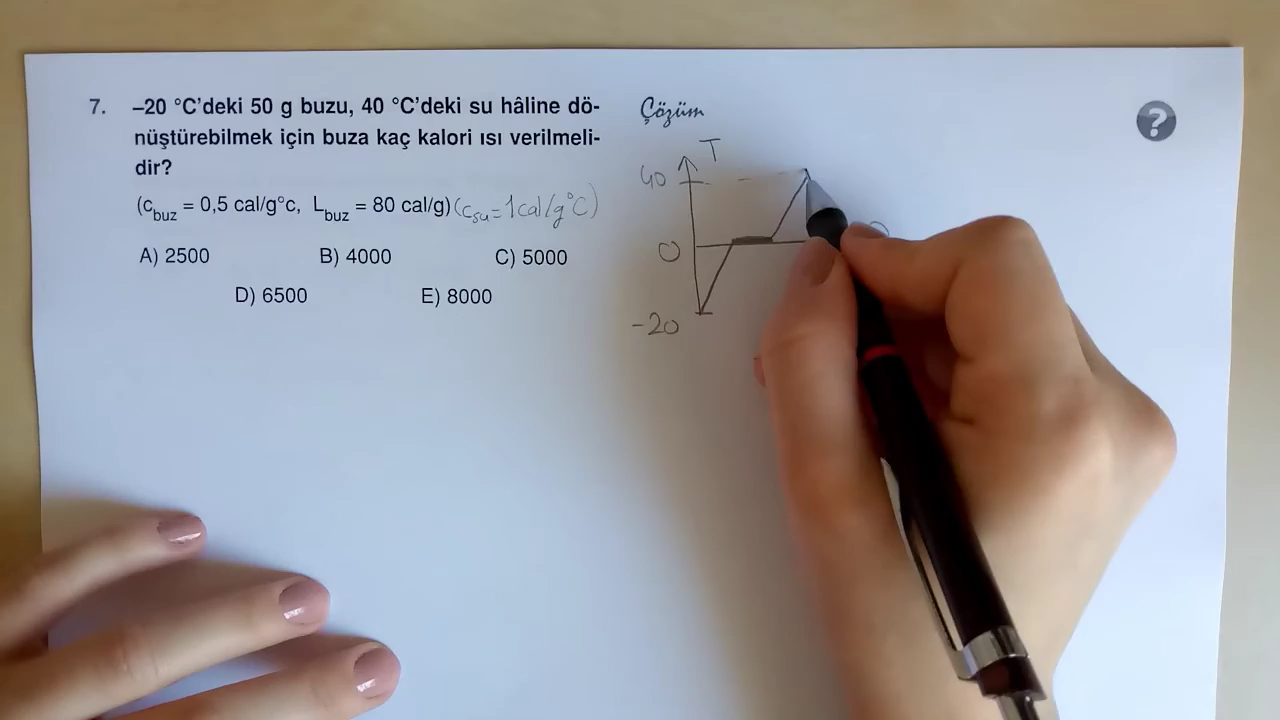 7. –20 °C'deki 50 g buzu, 40 °C'deki su hâline dö-
nüştürebilmek için buza kaç kalori ısı verilmeli-
dir?
(c_buz = 0,5 cal/g°c, L_buz = 80 cal/g) (c_su = 1 cal/g°C)
A) 2500 B) 4000 C) 5000
D) 6500 E) 8000
Çözüm
T
40
0
-20
?